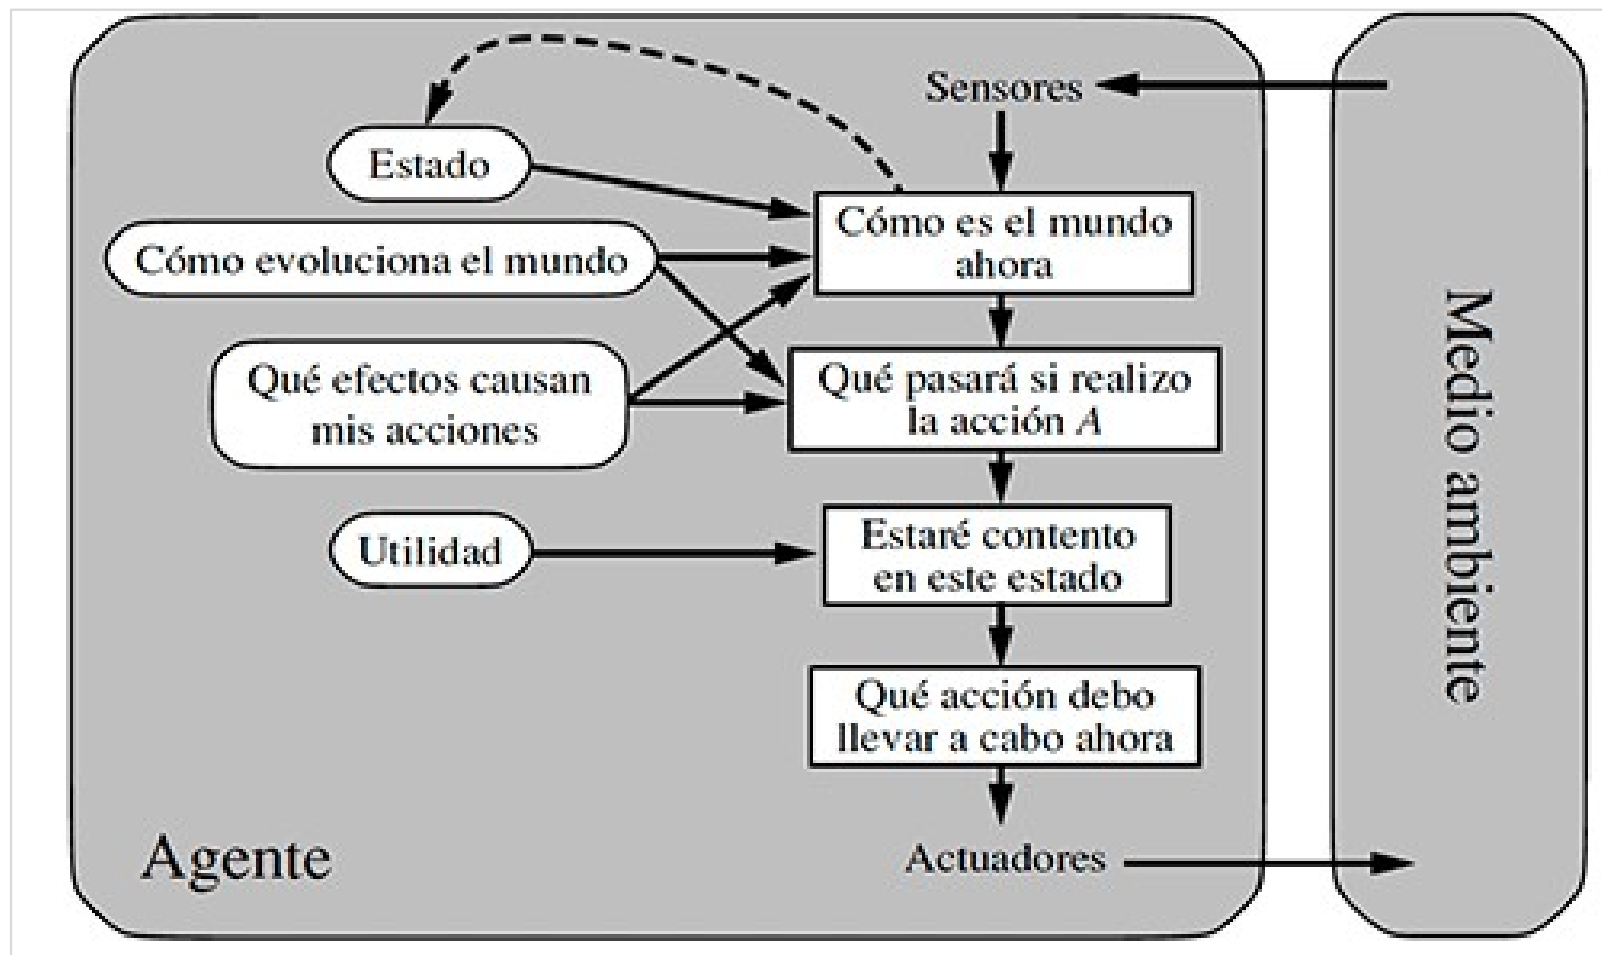 Sensores
Estado
Cómo es el mundo
ahora
Cómo evoluciona el mundo
Qué efectos causan
mis acciones
Qué pasará si realizo
la acción A
Utilidad
Estaré contento
en este estado
Qué acción debo
llevar a cabo ahora
Agente
Actuadores
Medio ambiente